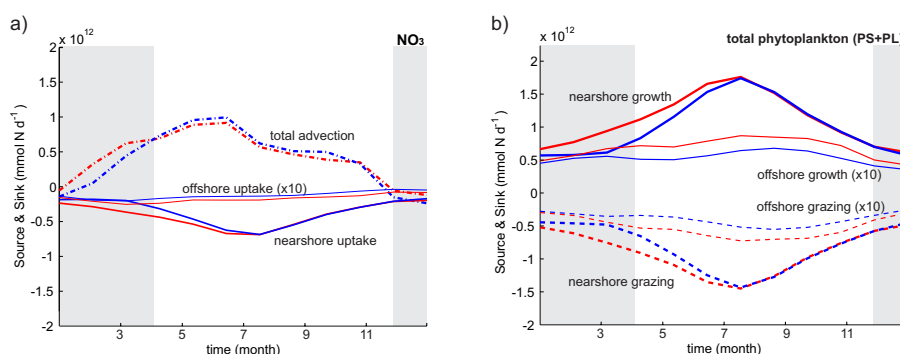 a)
x 10¹²
NO₃
Source & Sink (mmol N d⁻¹)
2
1.5
1
0.5
0
-0.5
-1
-1.5
-2
total advection
offshore uptake (x10)
nearshore uptake
1 3 5 7 9 11
time (month)
b)
x 10¹²
total phytoplankton (PS+PL)
Source & Sink (mmol N d⁻¹)
2
1.5
1
0.5
0
-0.5
-1
1.5
-2
nearshore growth
offshore growth (x10)
offshore grazing (x10)
nearshore grazing
1 3 5 7 9 11
time (month)